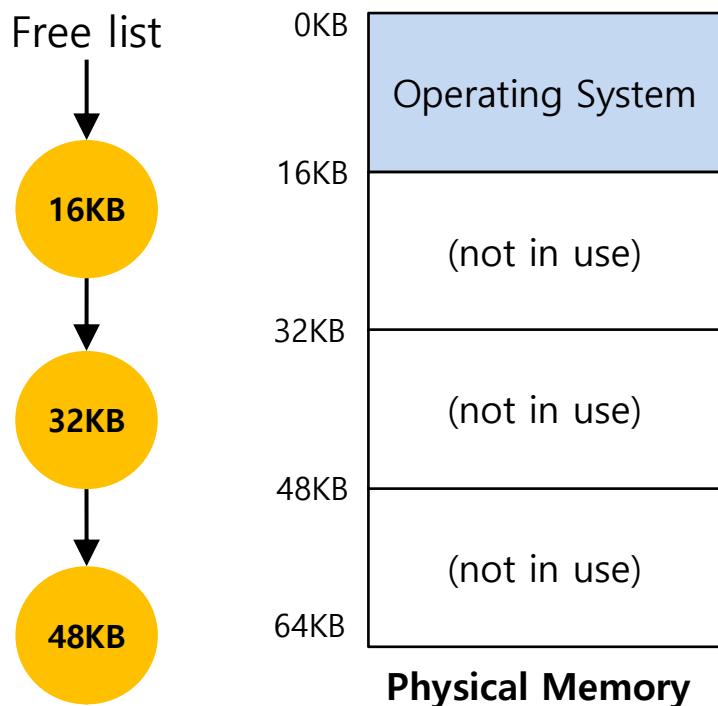 Free list
16KB
32KB
48KB
0KB
Operating System
16KB
(not in use)
32KB
(not in use)
48KB
(not in use)
64KB
Physical Memory